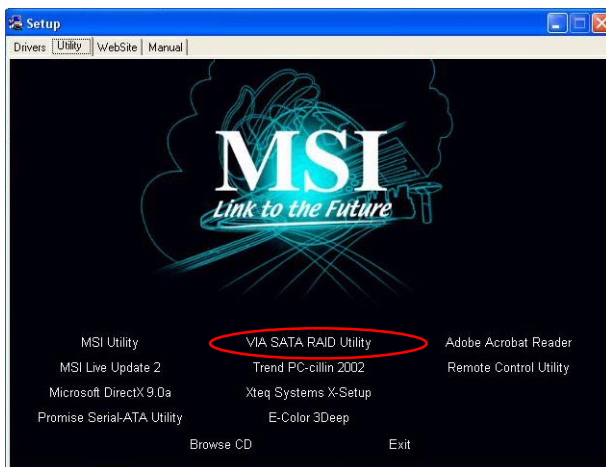 Setup
Drivers Utility WebSite Manual
MSI
Link to the Future
MSI Utility VIA SATA RAID Utility Adobe Acrobat Reader
MSI Live Update 2 Trend PC-cillin 2002 Remote Control Utility
Microsoft DirectX 9.0a Xteq Systems X-Setup
Promise Serial-ATA Utility E-Color 3Deep
Browse CD Exit